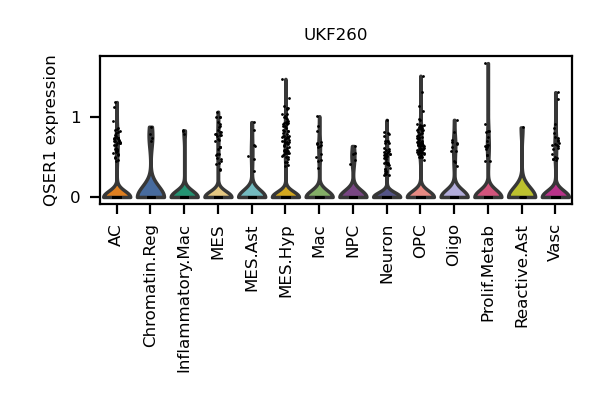 UKF260
QSER1 expression
1
0
AC
Chromatin.Reg
Inflammatory.Mac
MES
MES.Ast
MES.Hyp
Mac
NPC
Neuron
OPC
Oligo
Prolif.Metab
Reactive.Ast
Vasc